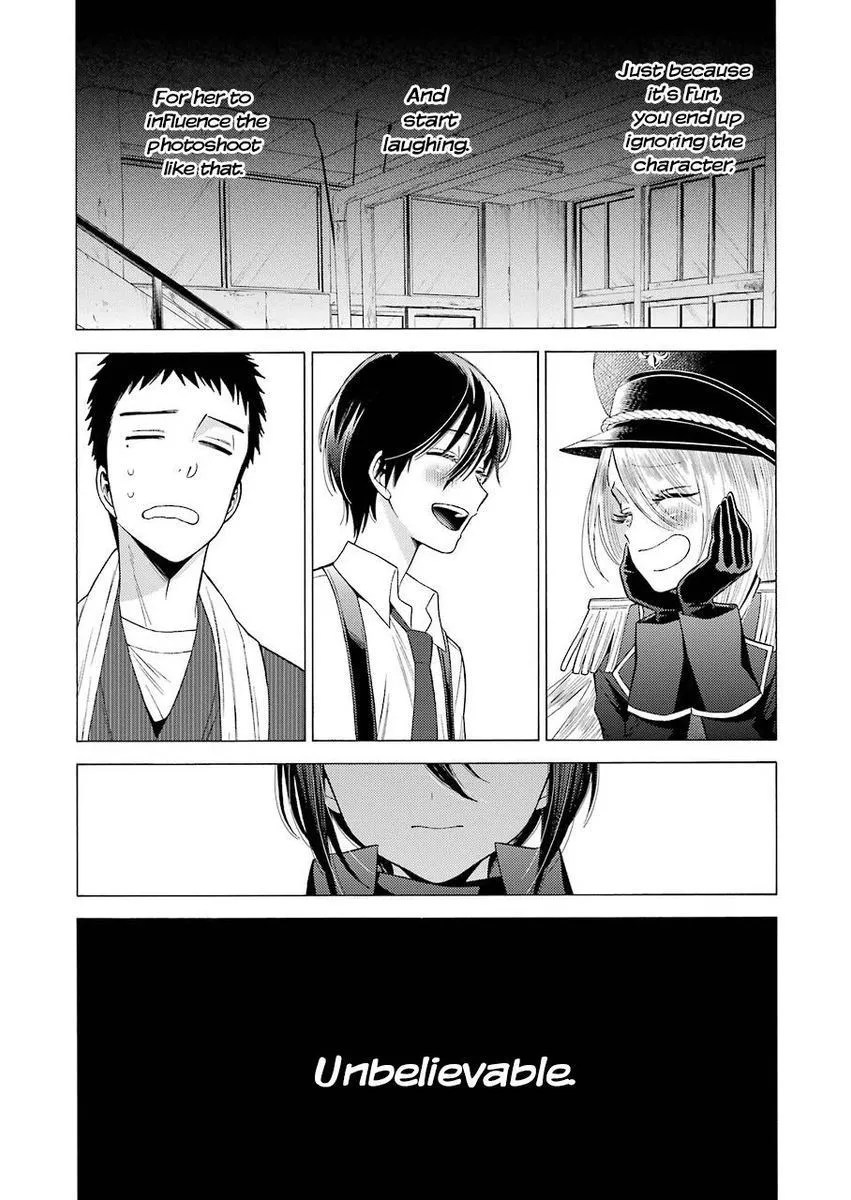 Just because
it's fun,
you end up
ignoring the
character.
And
start
laughing.
For her to
influence the
photoshoot
like that.
Unbelievable.